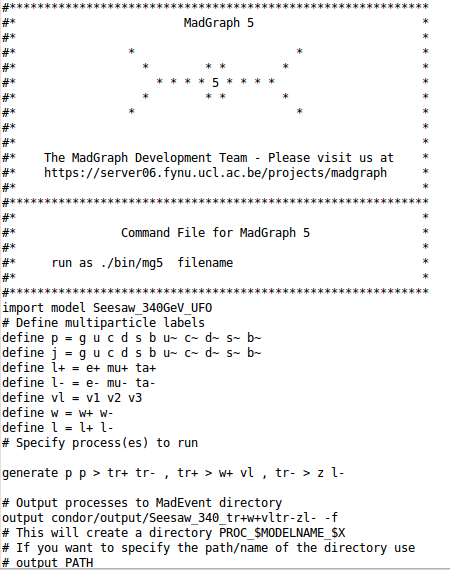 #************************************************************
#*                        MadGraph 5                        *
#*                                                          *
#*                *                       *                 *
#*                  *        * *        *                   *
#*                    * * * * 5 * * * *                     *
#*                  *        * *        *                   *
#*                *                       *                 *
#*                                                          *
#*                                                          *
#*    The MadGraph Development Team - Please visit us at    *
#*    https://server06.fynu.ucl.ac.be/projects/madgraph     *
#*                                                          *
#************************************************************
#*                                                          *
#*               Command File for MadGraph 5                *
#*                                                          *
#*     run as ./bin/mg5  filename                           *
#*                                                          *
#************************************************************
import model Seesaw_340GeV_UFO
# Define multiparticle labels
define p = g u c d s b u~ c~ d~ s~ b~
define j = g u c d s b u~ c~ d~ s~ b~
define l+ = e+ mu+ ta+
define l- = e- mu- ta-
define vl = v1 v2 v3
define w = w+ w-
define l = l+ l-
# Specify process(es) to run

generate p p > tr+ tr- , tr+ > w+ vl , tr- > z l-

# Output processes to MadEvent directory
output condor/output/Seesaw_340_tr+w+vltr-zl- -f
# This will create a directory PROC_$MODELNAME_$X
# If you want to specify the path/name of the directory use
# output PATH